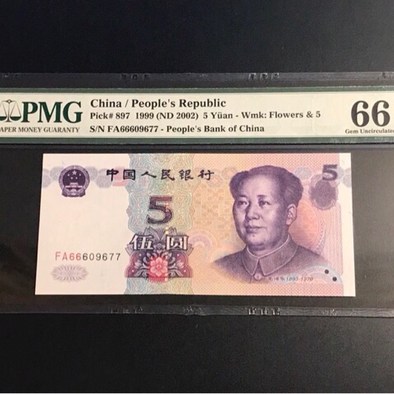 PMG
PAPER MONEY GUARANTY
China / People's Republic
Pick# 897 1999 (ND 2002) 5 Yüan - Wmk: Flowers & 5
S/N FA66609677 - People's Bank of China
66
Gem Uncirculated
中国人民银行
5
5
伍圆
FA66609677